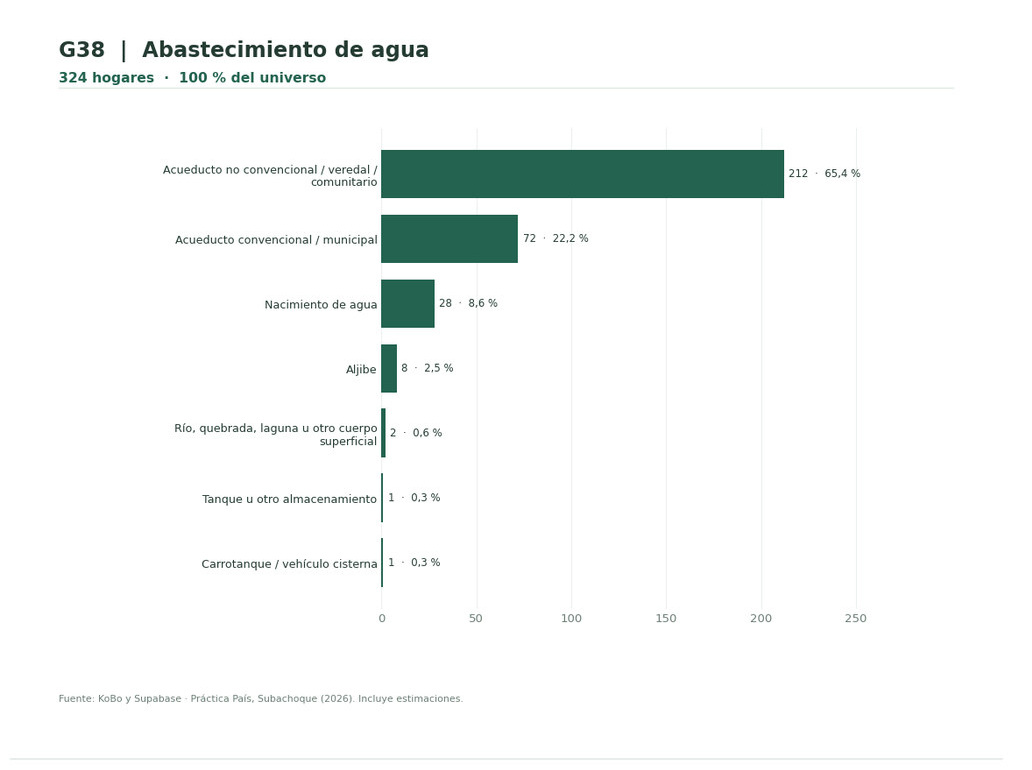 G38 | Abastecimiento de agua
324 hogares · 100 % del universo
Acueducto no convencional / veredal /
comunitario
212 · 65,4 %
Acueducto convencional / municipal
72 · 22,2 %
Nacimiento de agua
28 · 8,6 %
Aljibe
8 · 2,5 %
Río, quebrada, laguna u otro cuerpo
superficial
2 · 0,6 %
Tanque u otro almacenamiento
1 · 0,3 %
Carrotanque / vehículo cisterna
1 · 0,3 %
0 50 100 150 200 250
Fuente: KoBo y Supabase · Práctica País, Subachoque (2026). Incluye estimaciones.